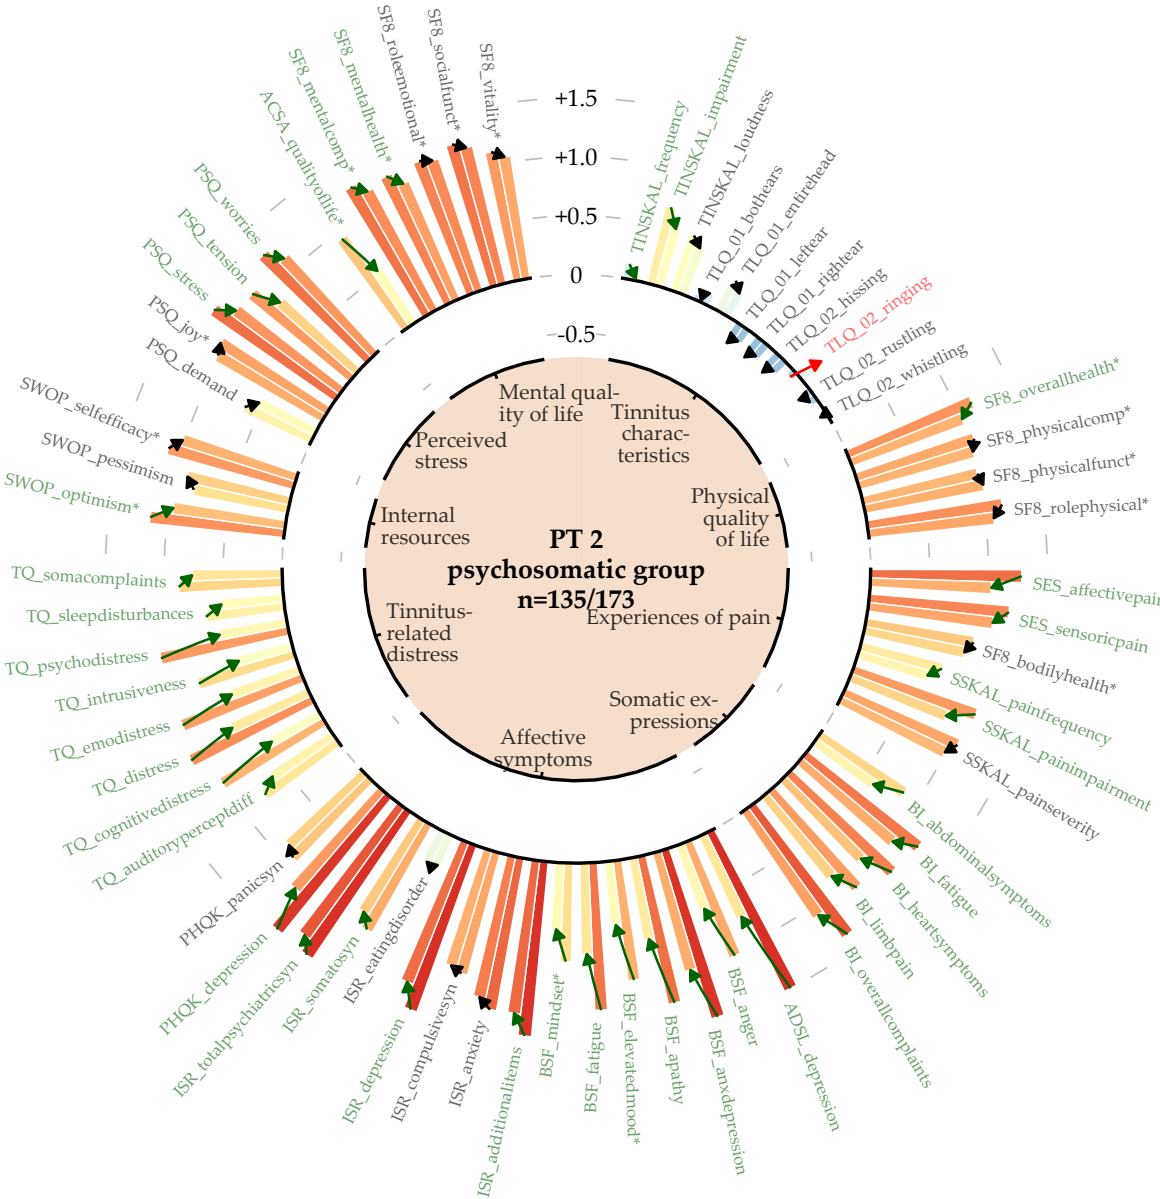 +1.5
+1.0
+0.5
0
-0.5
TINSKAL_frequency
TINSKAL_impairment
TINSKAL_loudness
TLQ_01_bothears
TLQ_01_entirehead
TLQ_01_leftear
TLQ_01_rightear
TLQ_02_hissing
TLQ_02_ringing
TLQ_02_rustling
TLQ_02_whistling
SF8_overallhealth*
SF8_physicalcomp*
SF8_physicalfunct*
SF8_rolephysical*
SES_affectivepai
SES_sensoricpain
SF8_bodilyhealth*
SSKAL_painfrequency
SSKAL_painimpairment
SSKAL_painseverity
BI_abdominalsymptoms
BI_fatigue
BI_heartsymptoms
BI_limbpain
BI_overallcomplaints
ADSL_depression
BSF_anger
BSF_anxdepression
BSF_apathy
BSF_elevatedmood*
BSF_fatigue
BSF_mindset*
ISR_additionalitems
ISR_anxiety
ISR_compulsivesyn
ISR_depression
ISR_eatingdisorder
ISR_somatosyn
ISR_totalpsychiatricsyn
PHQK_depression
PHQK_panicsyn
TQ_auditoryperceptdiff
TQ_cognitivedistress
TQ_distress
TQ_emodistress
TQ_intrusiveness
TQ_psychodistress
TQ_sleepdisturbances
TQ_somacomplaints
SWOP_optimism*
SWOP_pessimism
SWOP_selfefficacy*
PSQ_demand
PSQ_joy*
PSQ_stress
PSQ_tension
PSQ_worries
ACSA_qualityoflife*
SF8_mentalcomp*
SF8_mentalhealth*
SF8_roleemotional*
SF8_socialfunct*
SF8_vitality*
Mental qual-
ity of life
Tinnitus
charac-
teristics
Perceived
stress
Physical
quality
of life
Internal
resources
PT 2
psychosomatic group
n=135/173
Experiences of pain
Tinnitus-
related
distress
Somatic ex-
pressions
Affective
symptoms